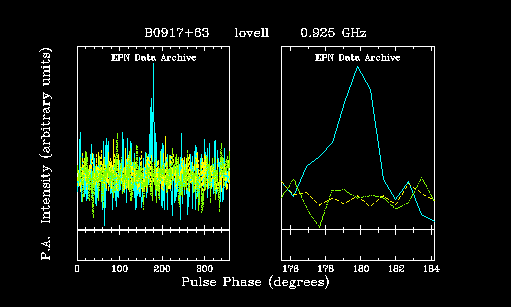 B0917+63 lovell 0.925 GHz
EPN Data Archive EPN Data Archive
P.A. Intensity (arbitrary units)
0 100 200 300 176 178 180 182 184
Pulse Phase (degrees)